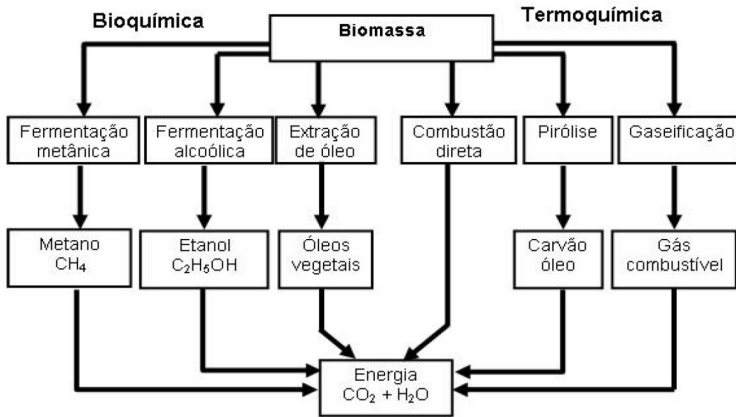 Bioquímica
Termoquímica
Biomassa
Fermentação
metânica
Fermentação
alcoólica
Extração
de óleo
Combustão
direta
Pirólise
Gaseificação
Metano
CH₄
Etanol
C₂H₅OH
Óleos
vegetais
Carvão
óleo
Gás
combustível
Energia
CO₂ + H₂O